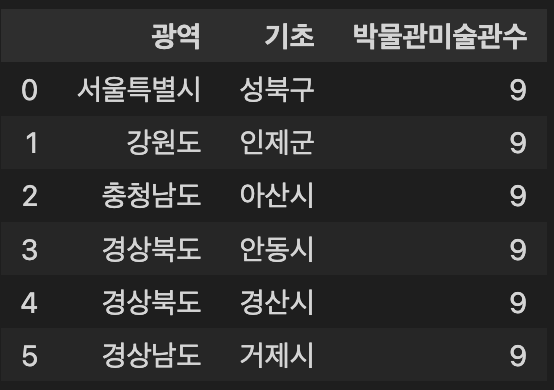 광역 기초 박물관미술관수
0 서울특별시 성북구 9
1 강원도 인제군 9
2 충청남도 아산시 9
3 경상북도 안동시 9
4 경상북도 경산시 9
5 경상남도 거제시 9